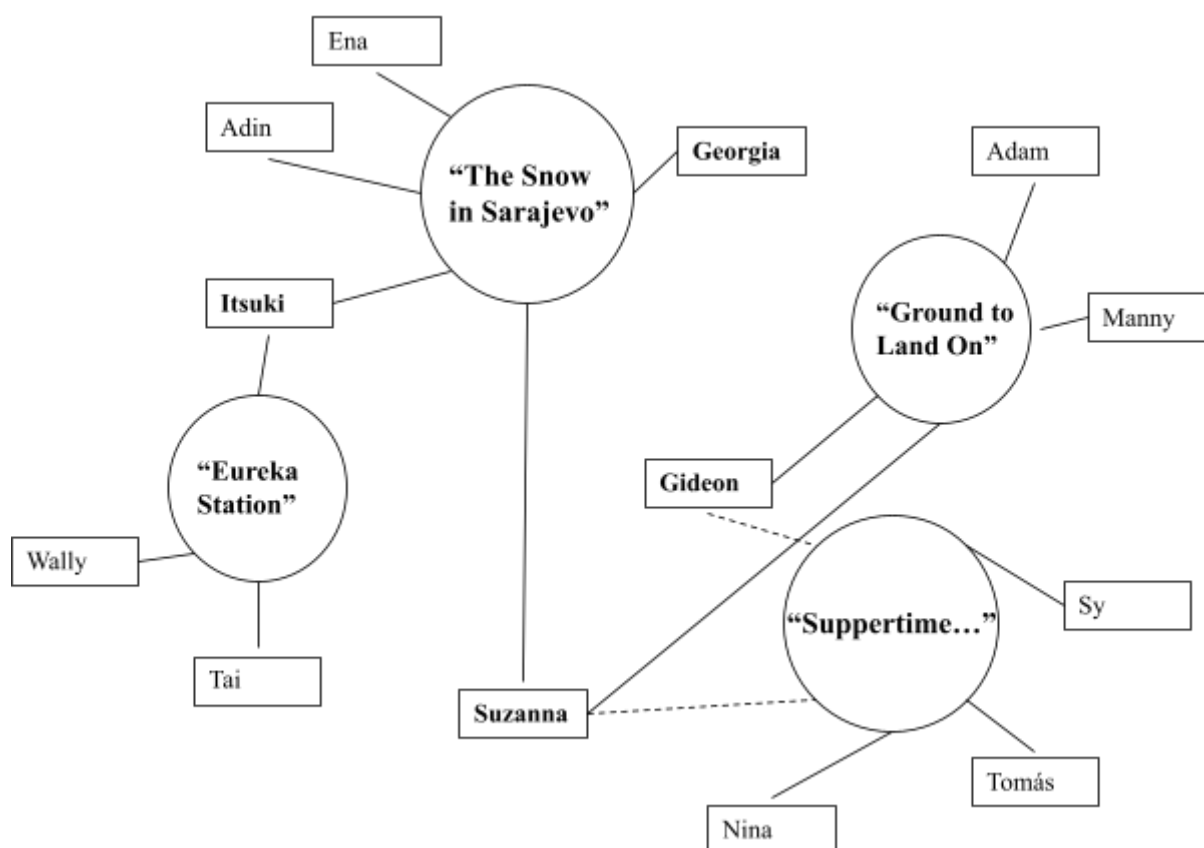 Ena
Adin
Georgia
Adam
“The Snow
in Sarajevo”
Itsuki
Manny
“Ground to
Land On”
“Eureka
Station”
Gideon
Wally
Sy
“Suppertime…”
Tai
Suzanna
Tomás
Nina